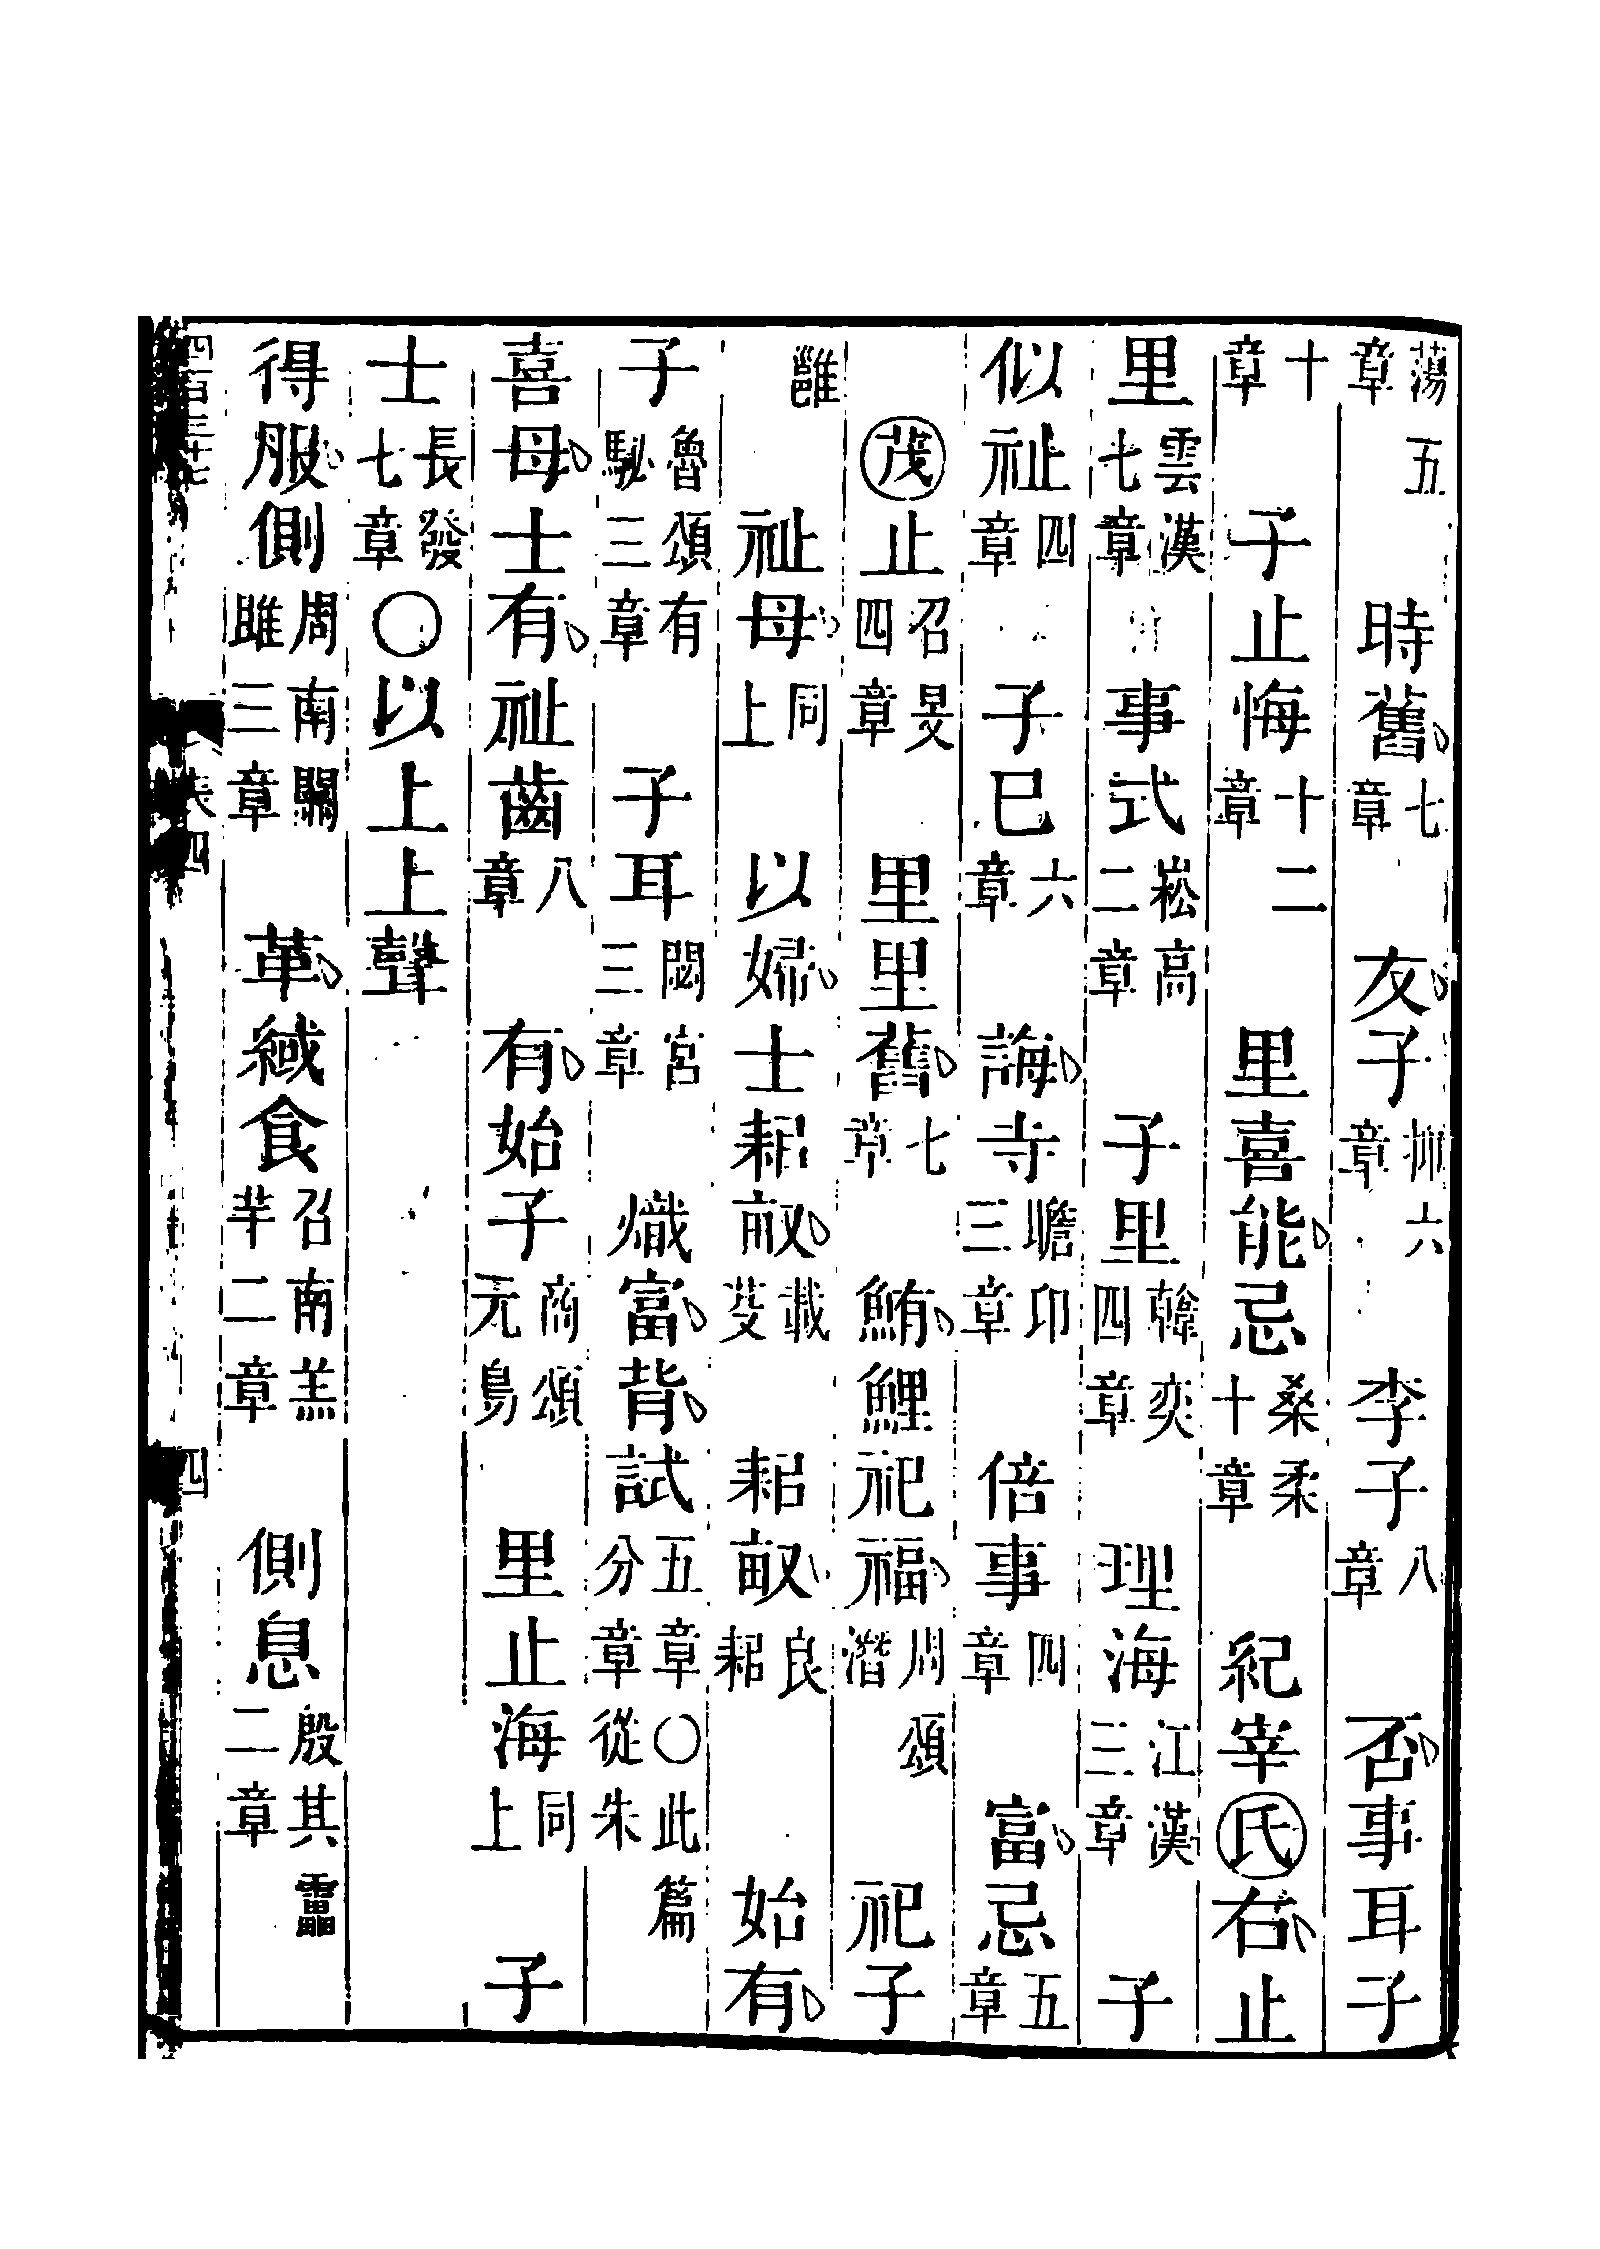 蕩五章　時舊七章　友子抑六章　李子八章　否事耳子
十章　子止悔十二章　里喜能忌桑柔十章　紀宰氏右止
里雲漢七章　事式崧高二章　子里韓奕四章　理海江漢三章　子
似祉四章　子已六章　誨寺瞻卬三章　倍事四章　富忌五章
茂止召旻四章　里里舊七章　鮪鯉祀福周頌潛　祀子
雝　祉母同上　以婦士耜畝載芟　耜畝良耜　始有
子魯頌有駜三章　子耳閟宮三章　熾富背試五章分章○此篇從朱
喜母士有祉齒八章　有始子商頌元鳥　里止海同上　子
士長發七章○以上上聲
得服側周南關雎三章　革緎食召南羔羊二章　側息殷其靁二章
四百三十七　表四　四